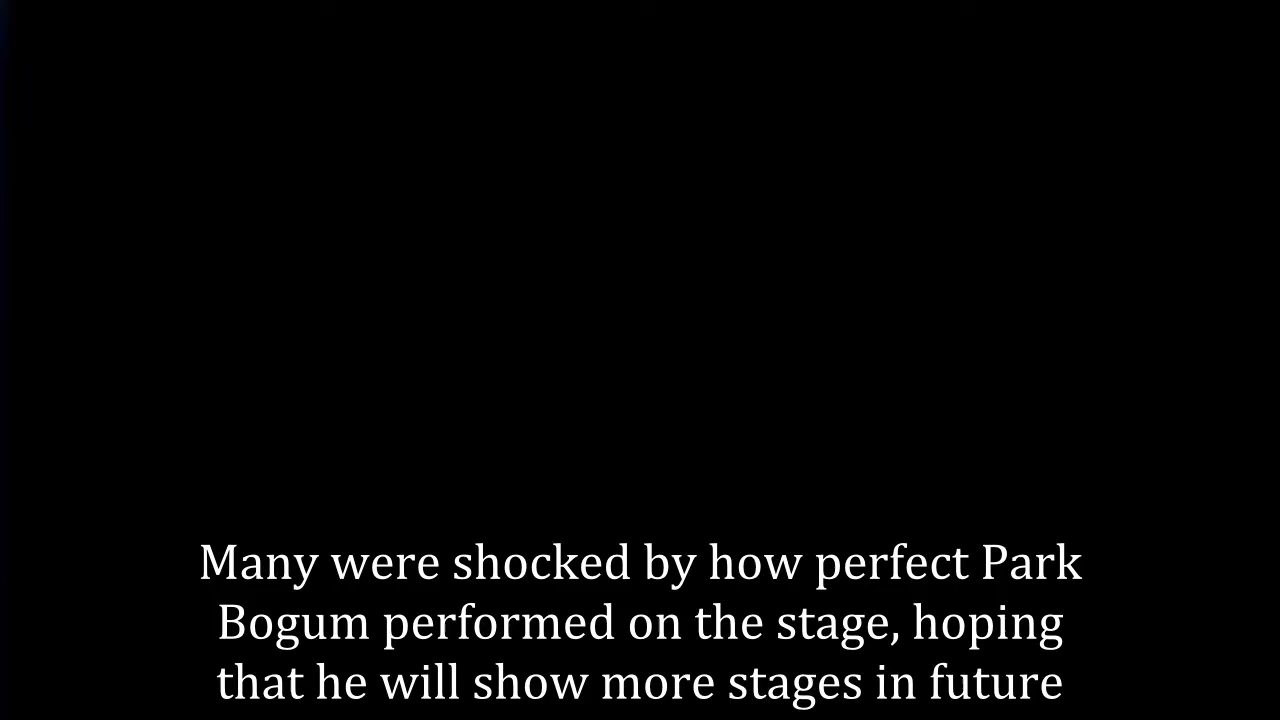 Many were shocked by how perfect Park
Bogum performed on the stage, hoping
that he will show more stages in future